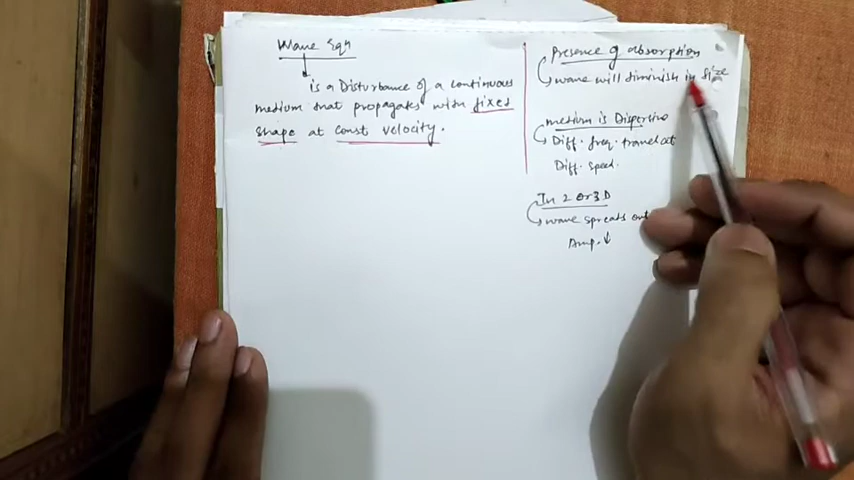 Wave Eqn
is a Disturbance of a continuous
medium that propagates with fixed
shape at const velocity.
Presence of absorption
wave will diminish in size
medium is Dispersive
Diff. freq. travel at
Diff. speed.
In 2 or 3 D
wave spreads out
Amp. ↓